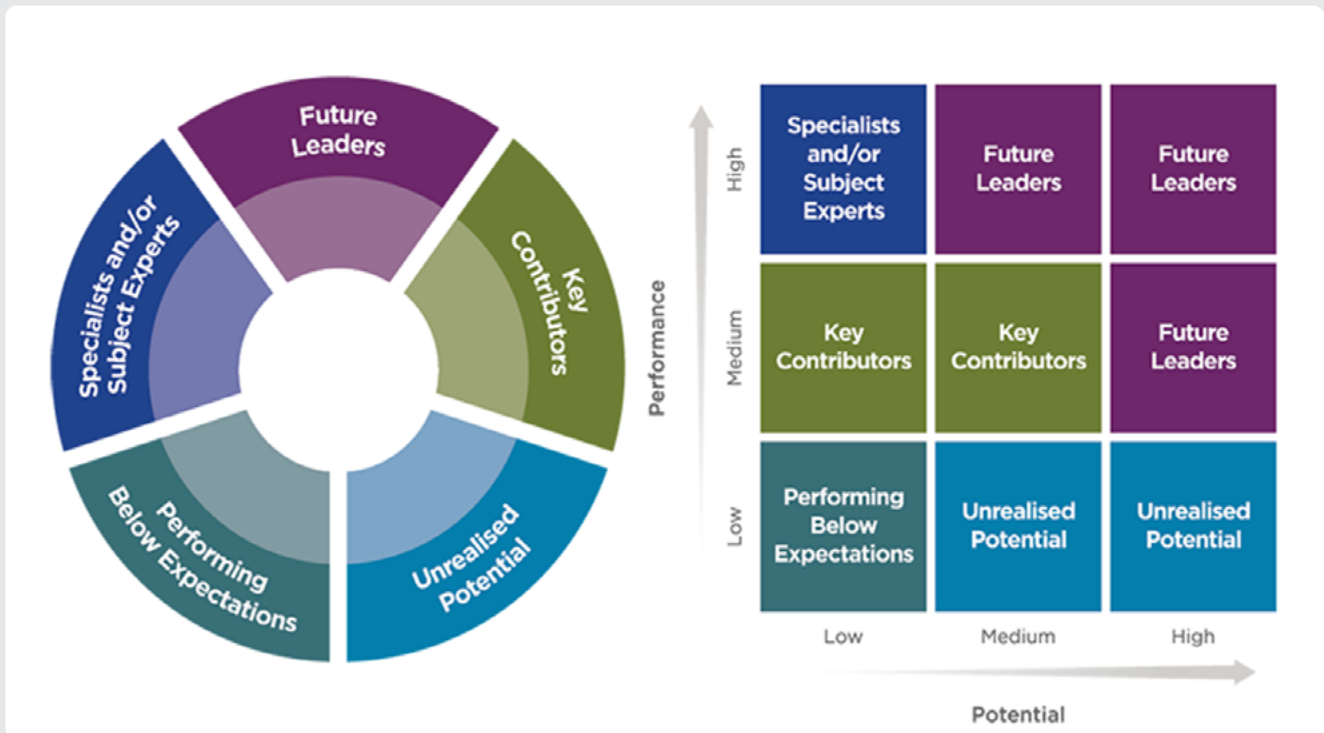 Future
Leaders
Key
Contributors
Unrealised
Potential
Performing
Below Expectations
Specialists and/or
Subject Experts
Performance
High
Medium
Low
Specialists
and/or
Subject
Experts
Future
Leaders
Future
Leaders
Key
Contributors
Key
Contributors
Future
Leaders
Performing
Below
Expectations
Unrealised
Potential
Unrealised
Potential
Low
Medium
High
Potential